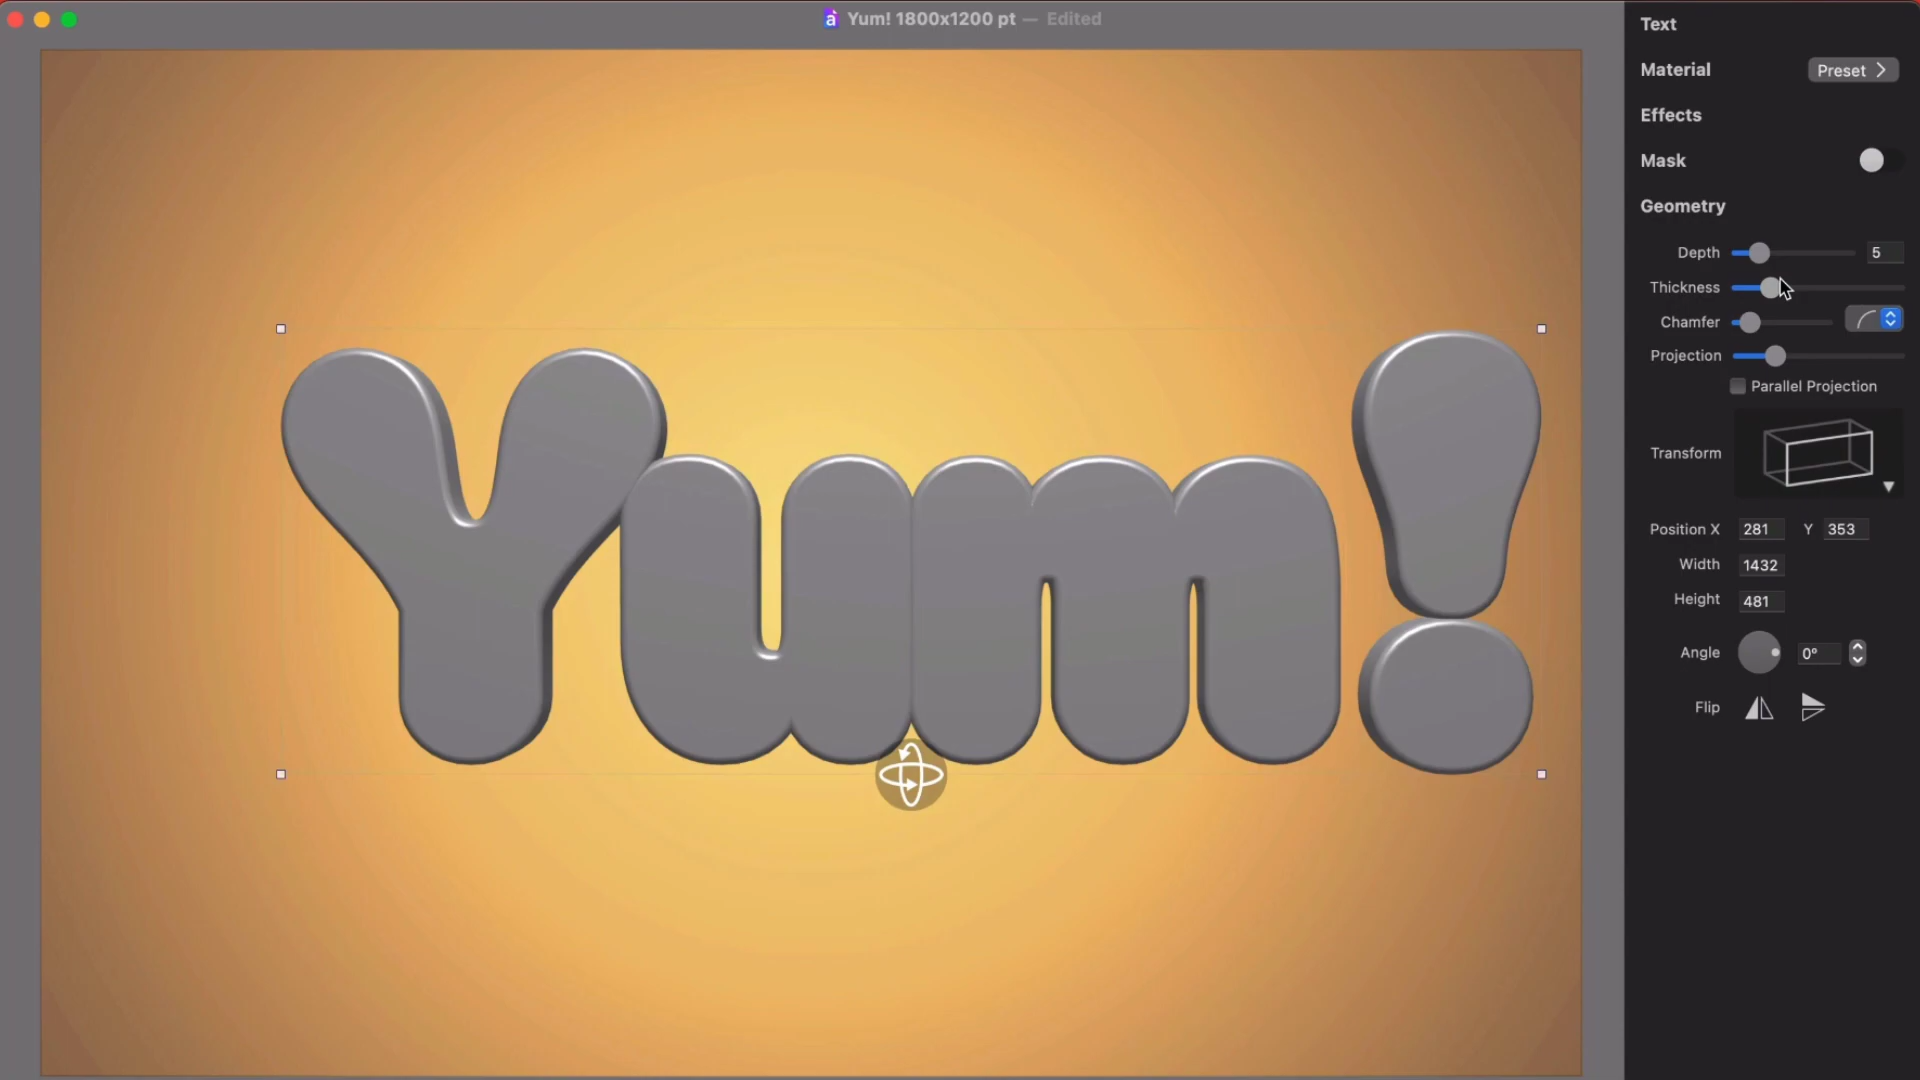 Yum! 1800x1200 pt — Edited
Yum!
Text
Material Preset
Effects
Mask
Geometry
Depth 5
Thickness
Chamfer
Projection
Parallel Projection
Transform
Position X 281 Y 353
Width 1432
Height 481
Angle 0°
Flip